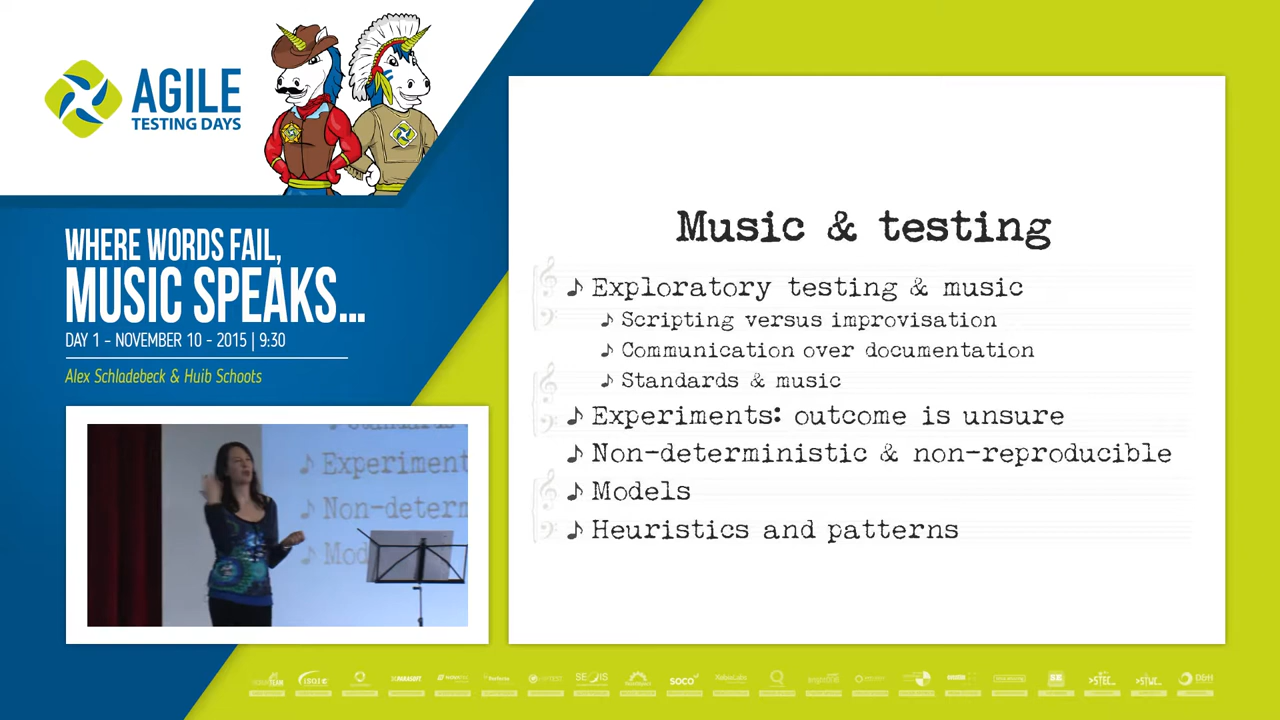 AGILE
TESTING DAYS
WHERE WORDS FAIL,
MUSIC SPEAKS...
DAY 1 - NOVEMBER 10 - 2015 | 9:30
Alex Schladebeck & Huib Schoots
Music & testing
♪ Exploratory testing & music
♪ Scripting versus improvisation
♪ Communication over documentation
♪ Standards & music
♪ Experiments: outcome is unsure
♪ Non-deterministic & non-reproducible
♪ Models
♪ Heuristics and patterns
♪ Experiment
♪ Non-determ
♪ Mod
SOCO